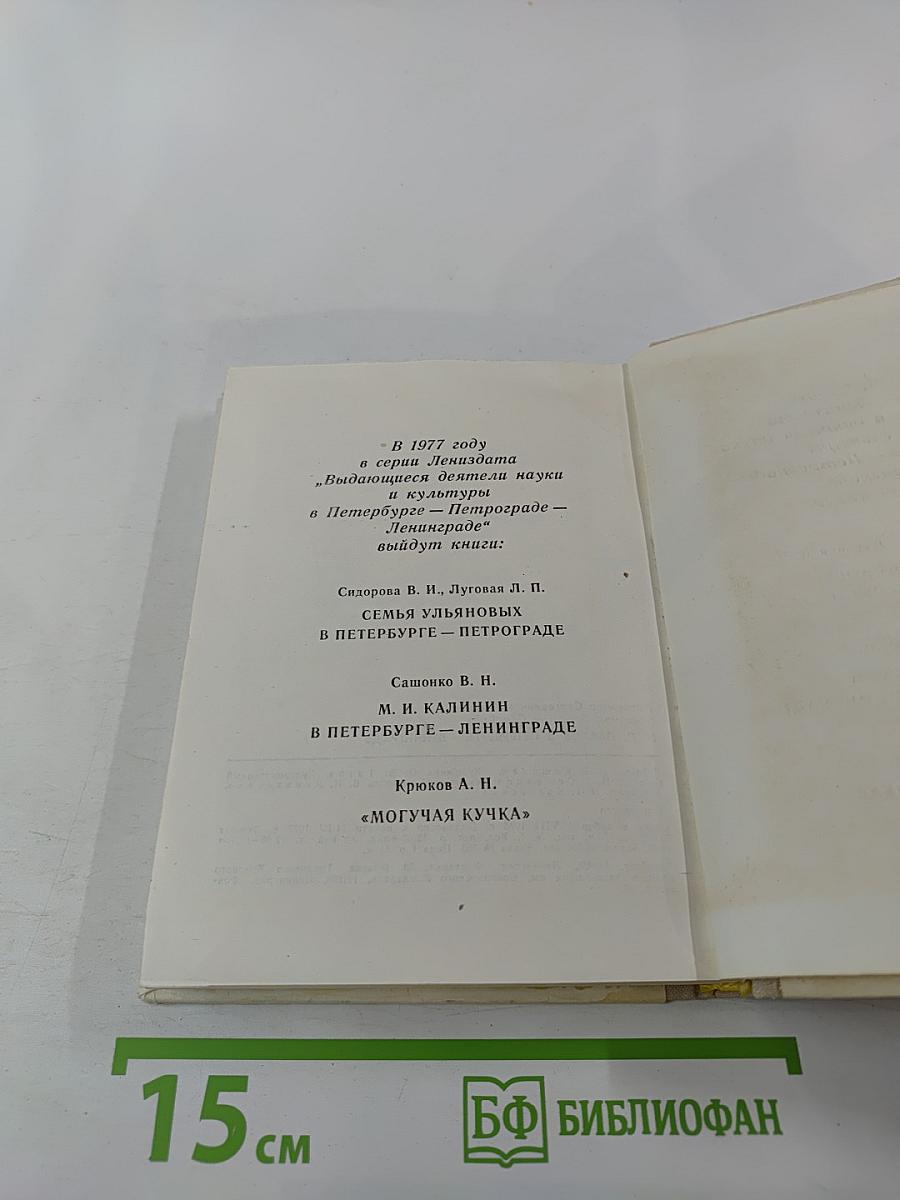 В 1977 году
в серии Лениздата
„Выдающиеся деятели науки
и культуры
в Петербурге — Петрограде —
Ленинграде“
выйдут книги:
Сидорова В. И., Луговая Л. П.
СЕМЬЯ УЛЬЯНОВЫХ
В ПЕТЕРБУРГЕ — ПЕТРОГРАДЕ
Сашонко В. Н.
М. И. КАЛИНИН
В ПЕТЕРБУРГЕ — ЛЕНИНГРАДЕ
Крюков А. Н.
«МОГУЧАЯ КУЧКА»
15 см
БФ БИБЛИОФАН